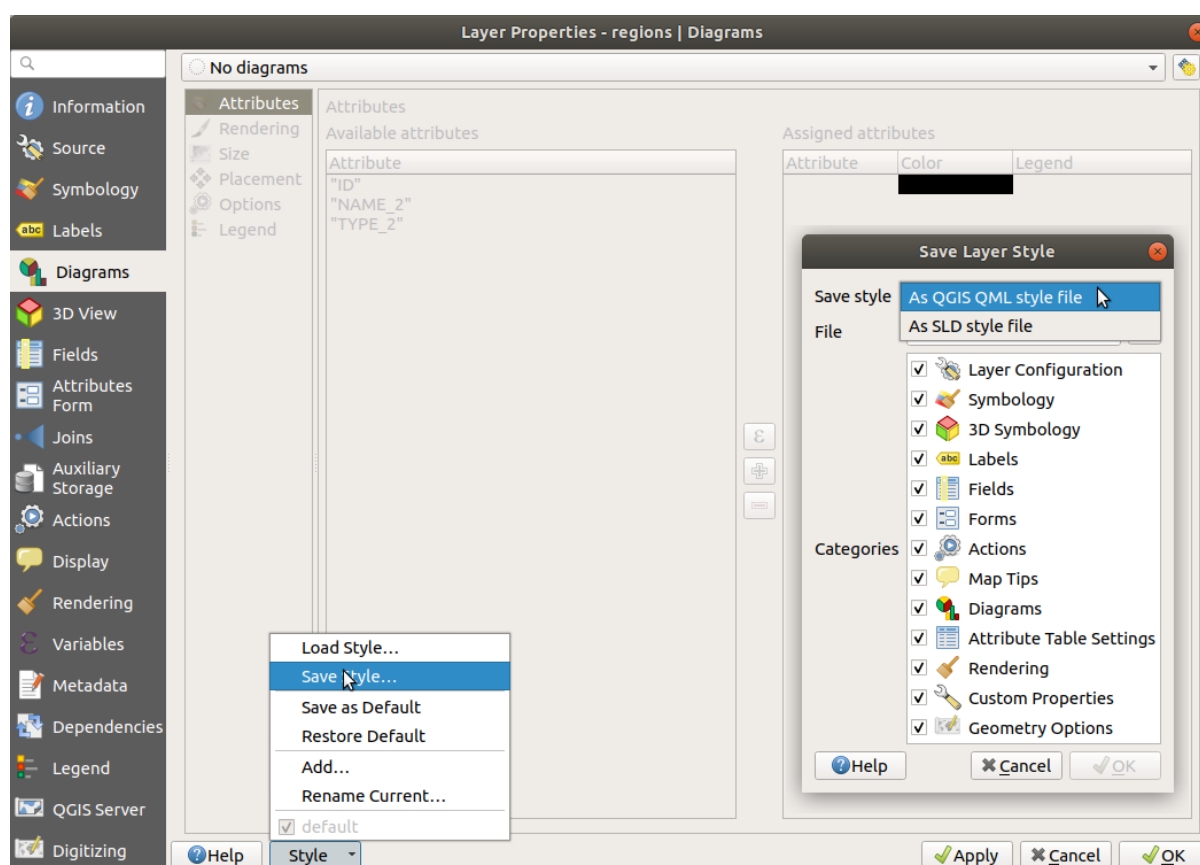 Layer Properties - regions | Diagrams
No diagrams
Information
Source
Symbology
abc Labels
Diagrams
3D View
Fields
Attributes
Form
Joins
Auxiliary
Storage
Actions
Display
Rendering
Variables
Metadata
Dependencies
Legend
QGIS Server
Digitizing
Attributes
Rendering
Size
Placement
Options
Legend
Attributes
Available attributes
Attribute
"ID"
"NAME_2"
"TYPE_2"
ε
Assigned attributes
Attribute Color Legend
Save Layer Style
Save style As QGIS QML style file
As SLD style file
File
Categories
Layer Configuration
Symbology
3D Symbology
abc Labels
Fields
Forms
Actions
Map Tips
Diagrams
Attribute Table Settings
Rendering
Custom Properties
Geometry Options
Help Cancel OK
Load Style...
Save Style...
Save as Default
Restore Default
Add...
Rename Current...
default
Help Style Apply Cancel OK